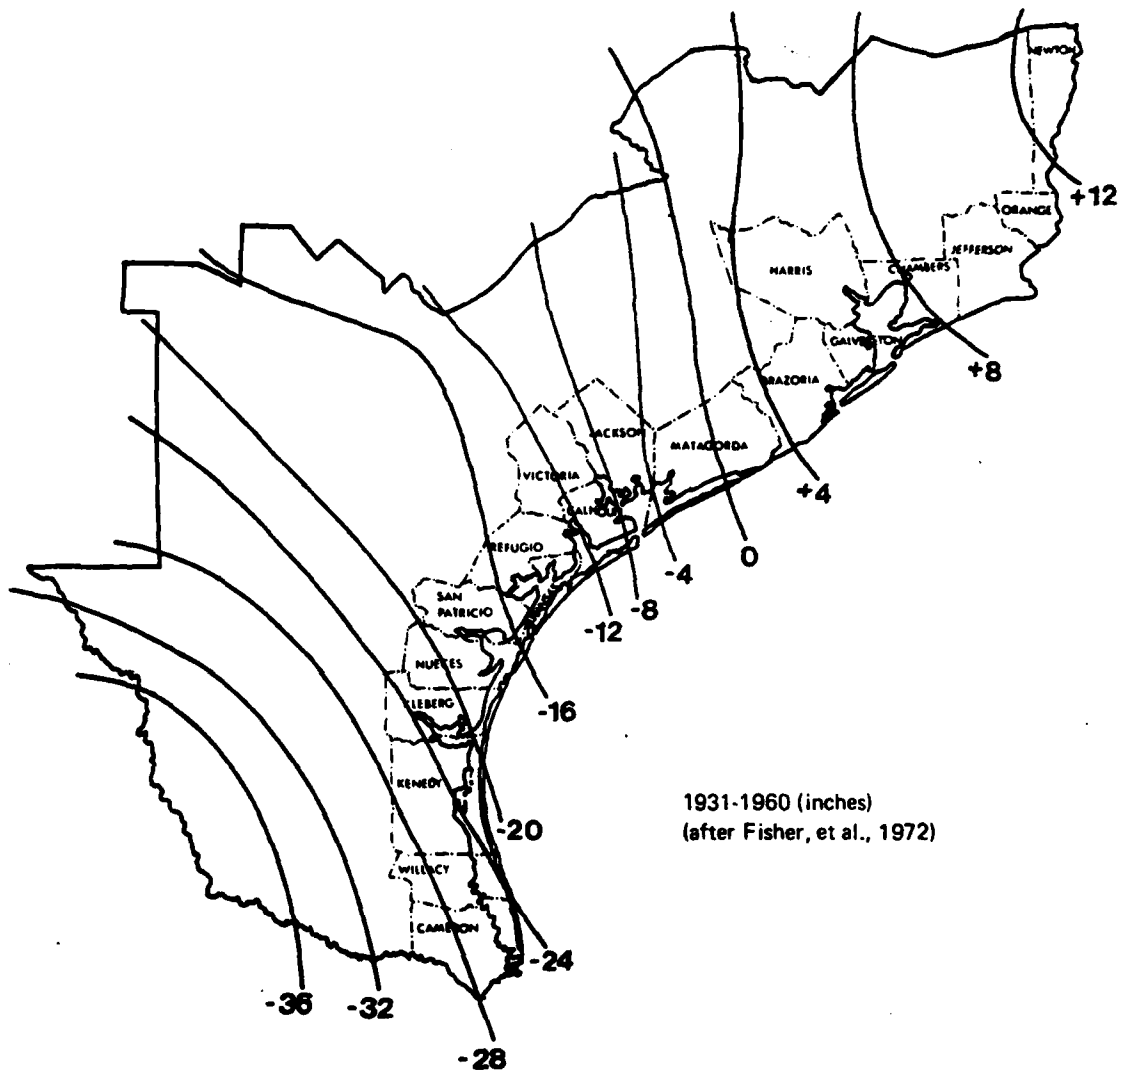 NEWTON
+12
ORANGE
JEFFERSON
HARRIS
CHAMBERS
GALVESTON
+8
BRAZORIA
JACKSON
MATAGORDA
VICTORIA
+4
CALHOUN
REFUGIO
0
-4
SAN
PATRICIO
-8
-12
NUECES
KLEBERG
-16
KENEDY
1931-1960 (inches)
-20
(after Fisher, et al., 1972)
WILLACY
CAMERON
-24
-36
-32
-28